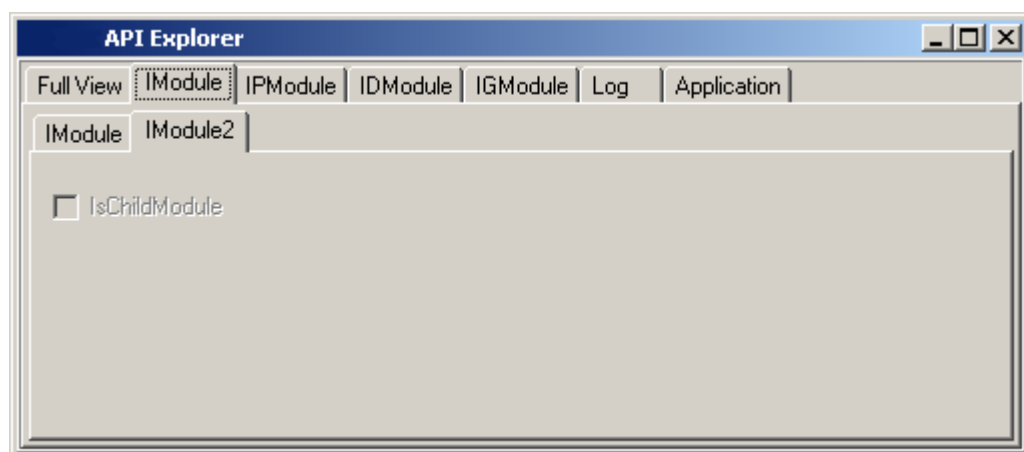 API Explorer
Full View IModule IPModule IDModule IGModule Log Application
IModule IModule2
IsChildModule